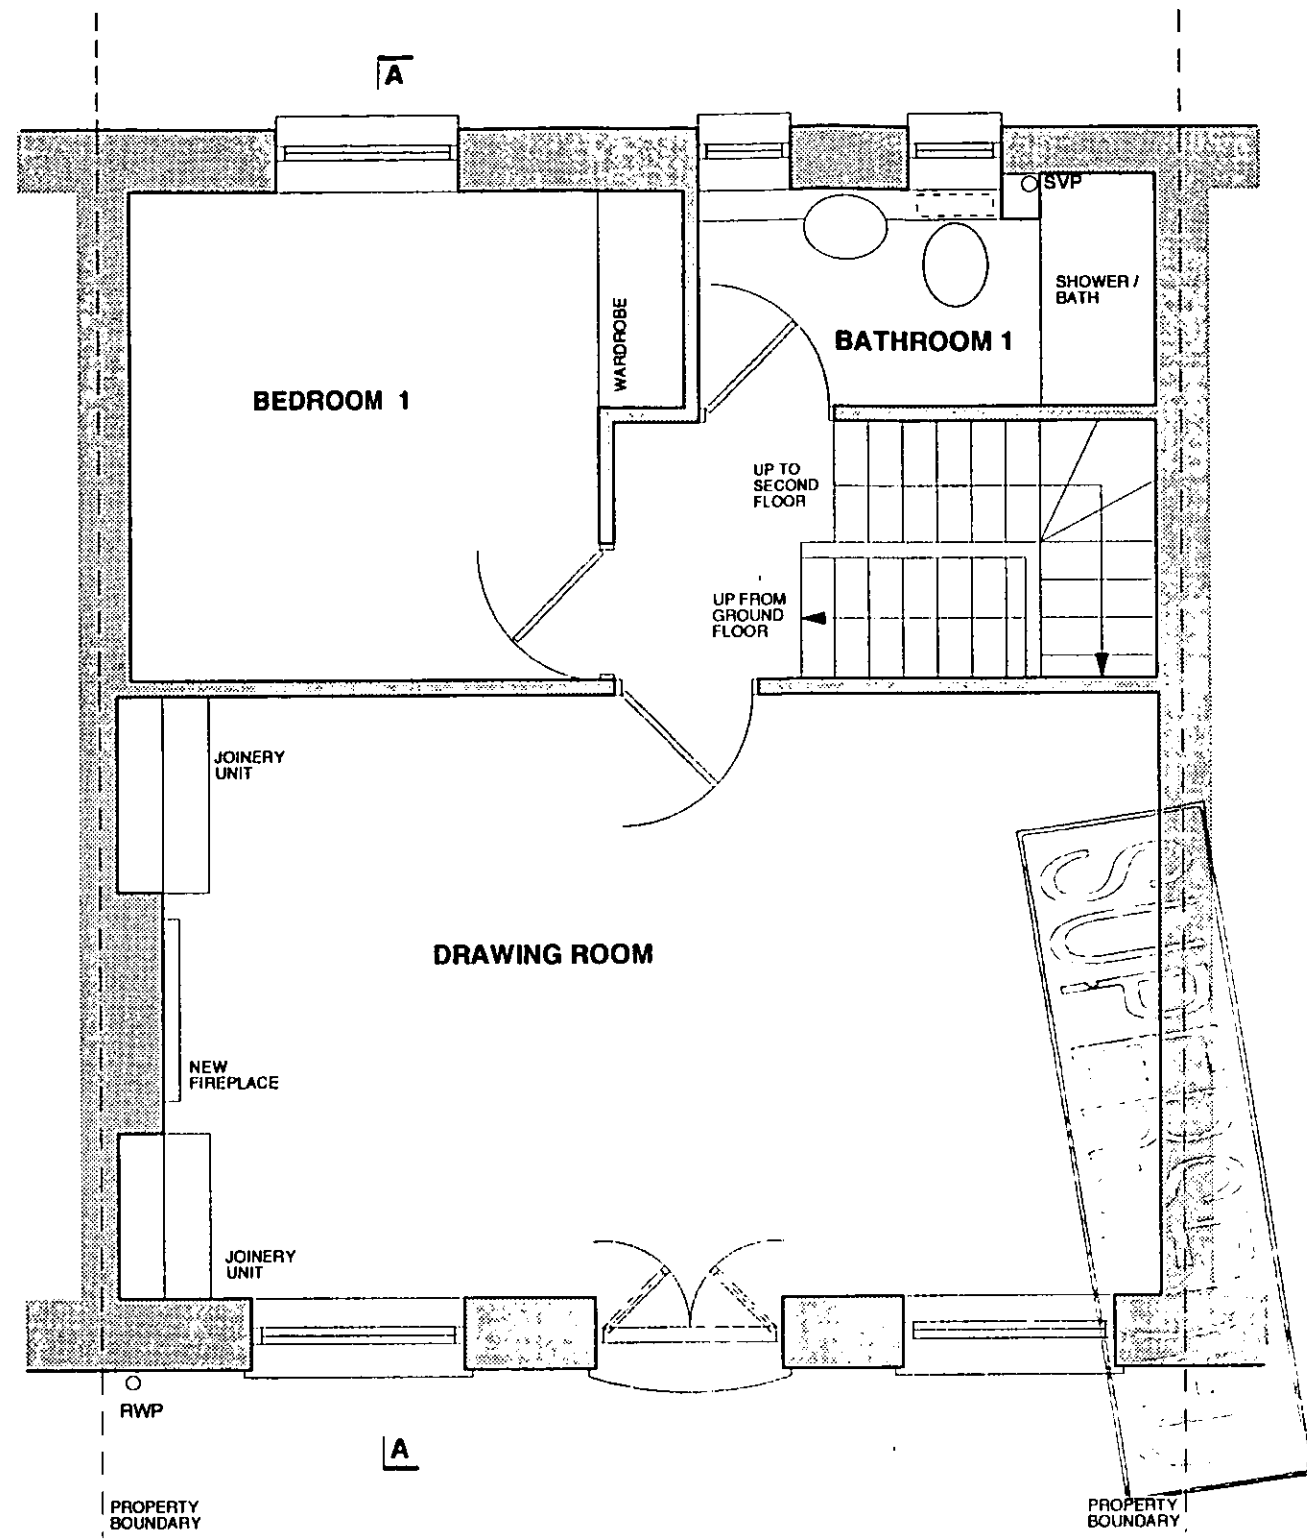 A
SVP
SHOWER /
BATH
WARDROBE
BATHROOM 1
BEDROOM 1
UP TO
SECOND
FLOOR
UP FROM
GROUND
FLOOR
JOINERY
UNIT
DRAWING ROOM
NEW
FIREPLACE
JOINERY
UNIT
RWP
A
PROPERTY
BOUNDARY
PROPERTY
BOUNDARY